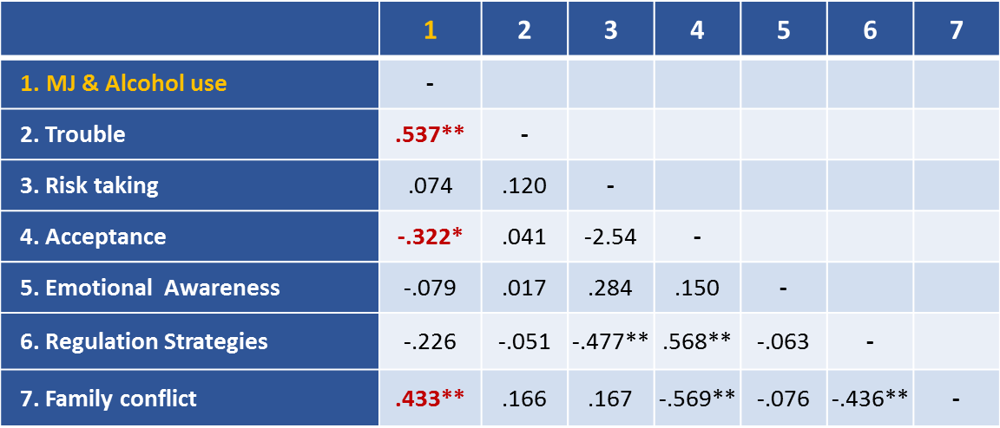 1 2 3 4 5 6 7
1. MJ & Alcohol use -
2. Trouble .537** -
3. Risk taking .074 .120 -
4. Acceptance -.322* .041 -2.54 -
5. Emotional Awareness -.079 .017 .284 .150 -
6. Regulation Strategies -.226 -.051 -.477** .568** -.063 -
7. Family conflict .433** .166 .167 -.569** -.076 -.436** -